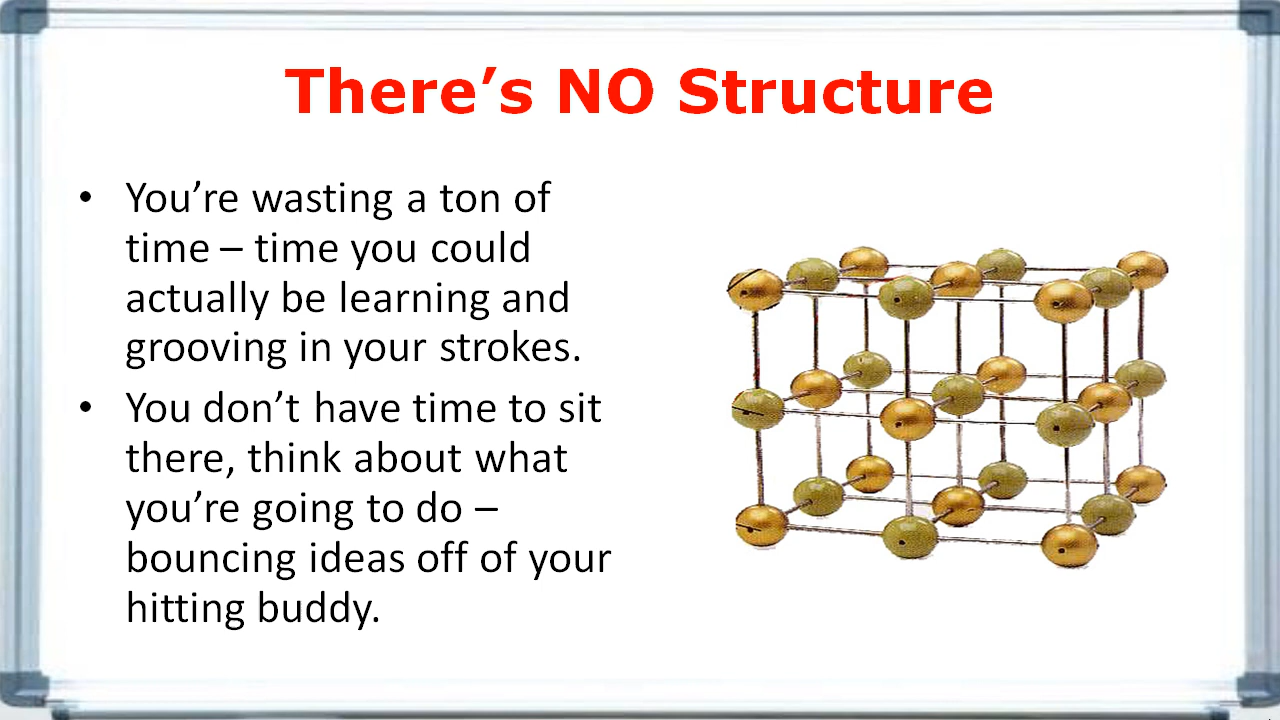 There’s NO Structure
• You’re wasting a ton of
time – time you could
actually be learning and
grooving in your strokes.
• You don’t have time to sit
there, think about what
you’re going to do –
bouncing ideas off of your
hitting buddy.